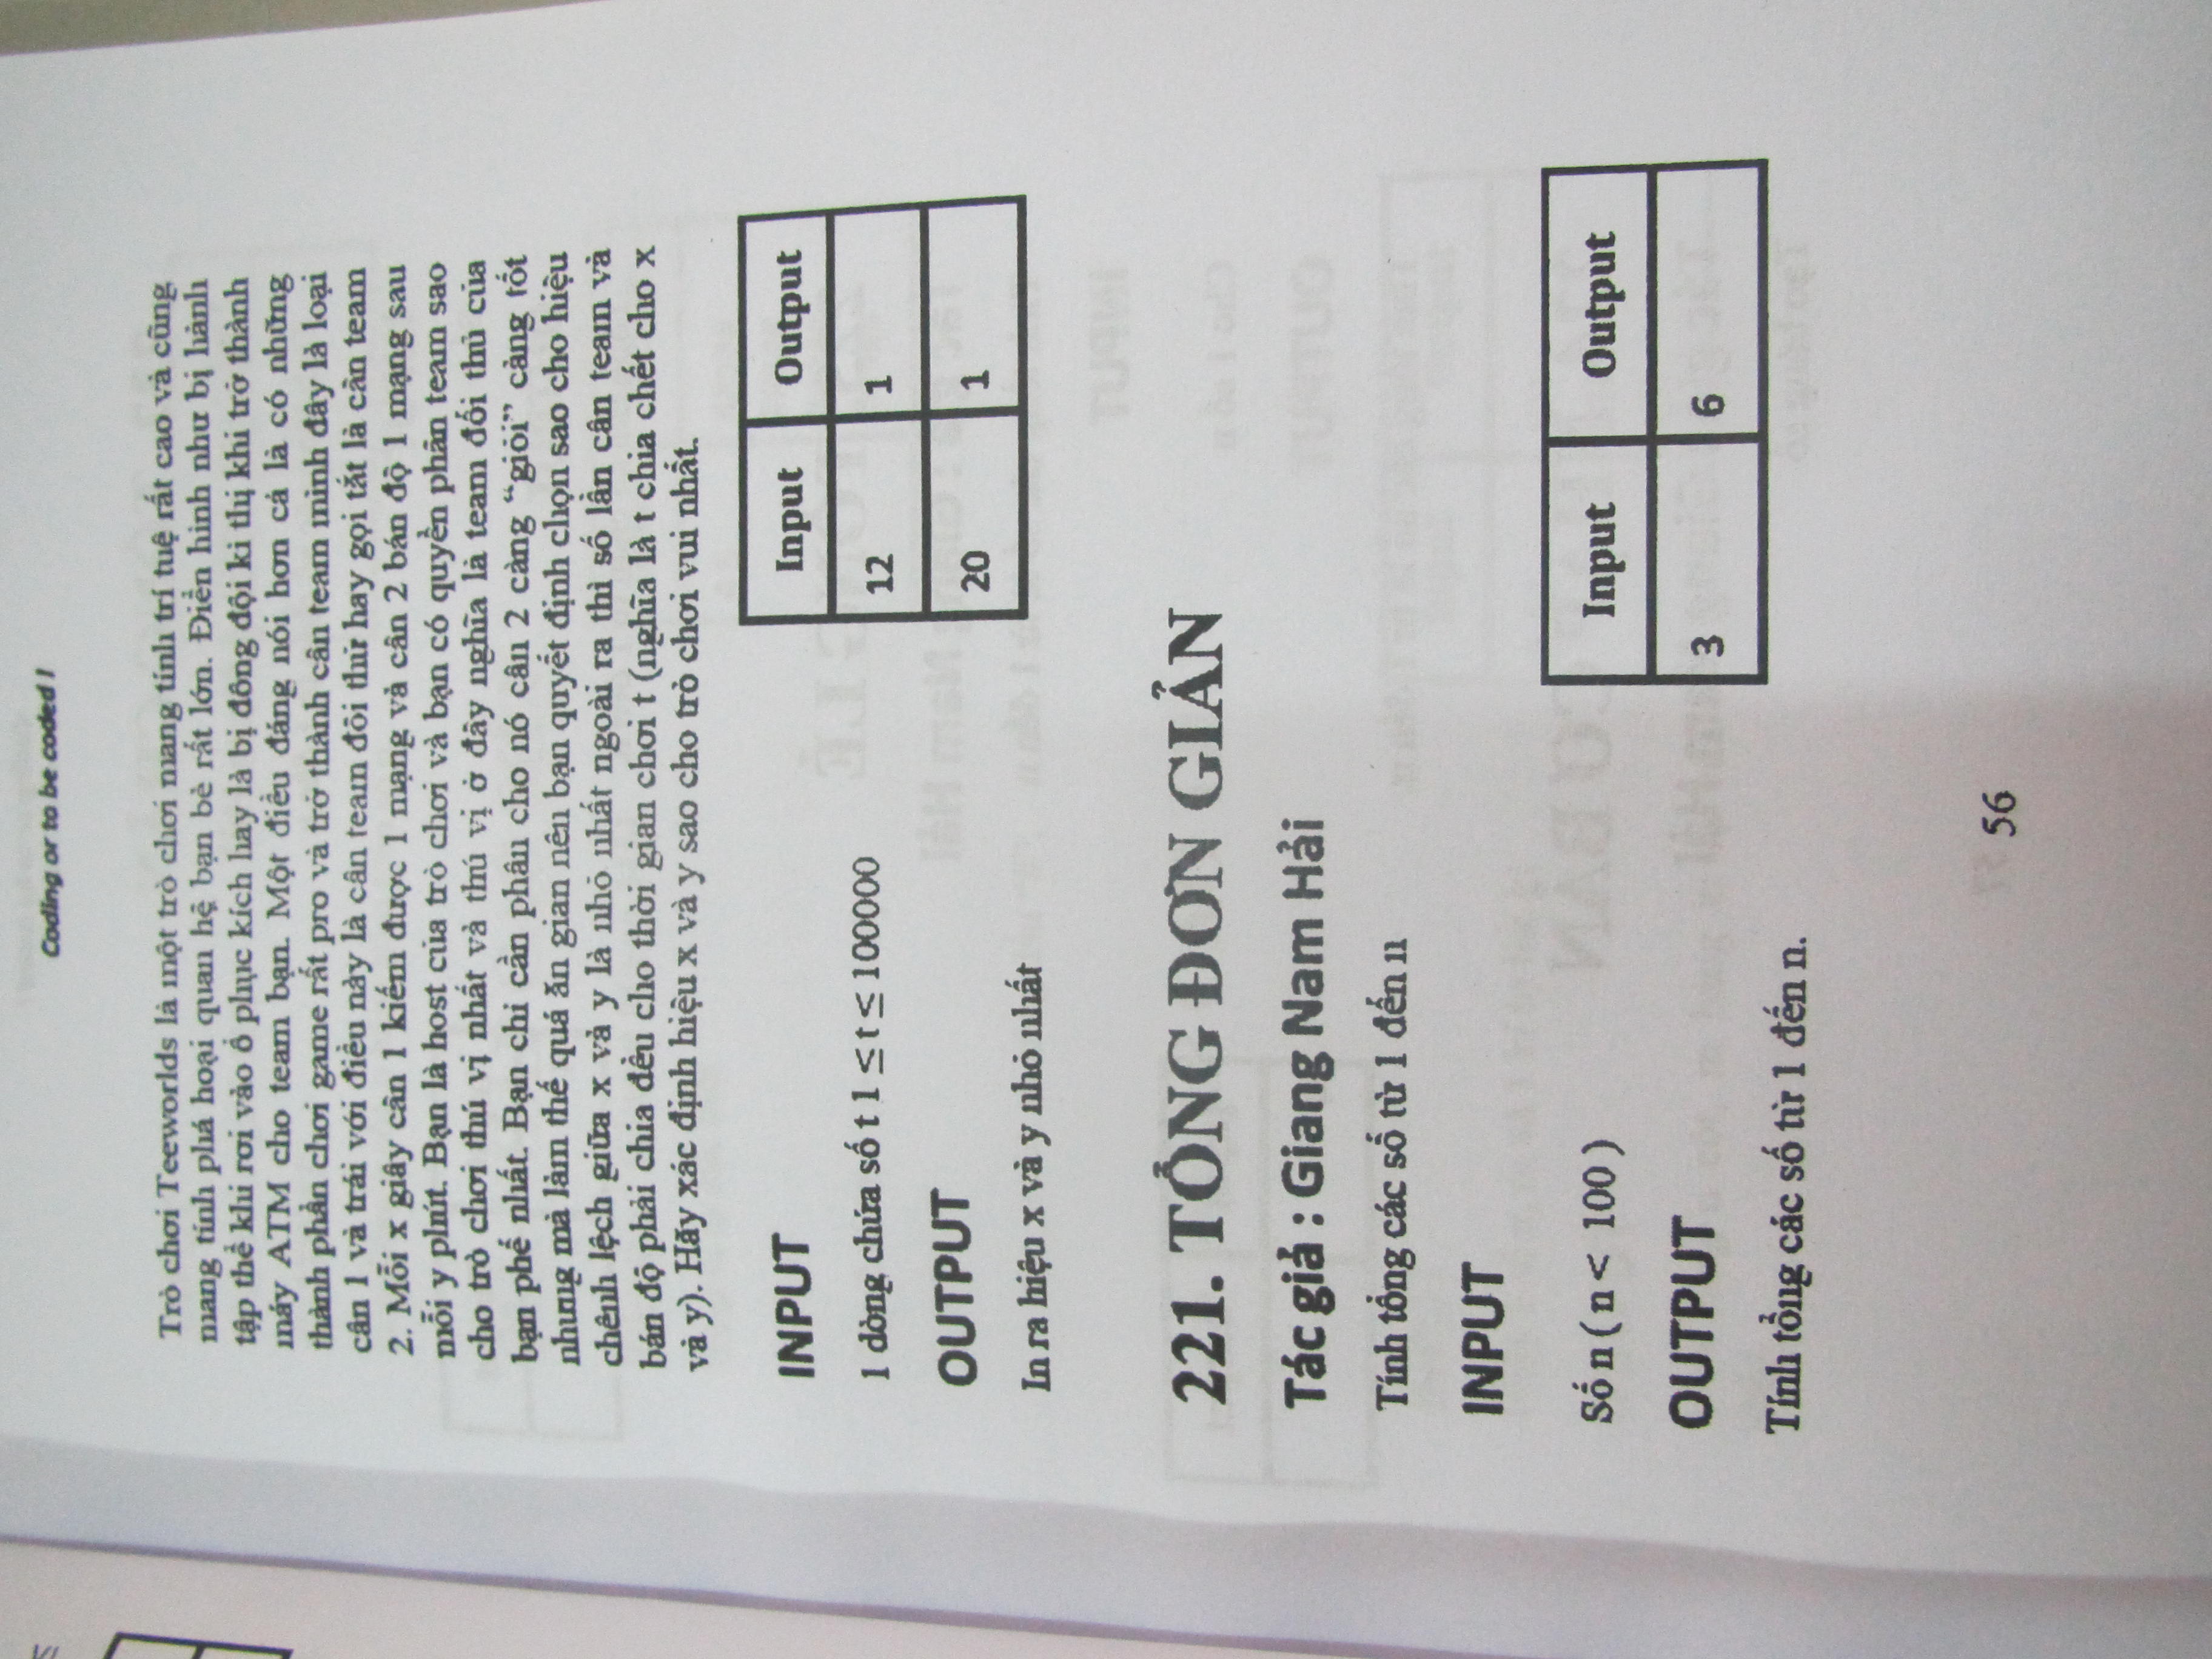 Coding or to be coded !
Trò chơi Teeworlds là một trò chơi mang tính trí tuệ rất cao và cũng
mang tính phá hoại quan hệ bạn bè rất lớn. Điển hình như bị hành
tập thể khi rơi vào ổ phục kích hay là bị đồng đội kì thị khi trở thành
máy ATM cho team bạn. Một điều đáng nói hơn cả là có những
thành phần chơi game rất pro và trở thành cân team mình đây là loại
cân 1 và trái với điều này là cân team đối thử hay gọi tắt là cân team
2. Mỗi x giây cân 1 kiếm được 1 mạng và cân 2 bán độ 1 mạng sau
mỗi y phút. Bạn là host của trò chơi và bạn có quyền phân team sao
cho trò chơi thú vị nhất và thú vị ở đây nghĩa là team đối thủ của
bạn phế nhất. Bạn chỉ cần phân cho nó cân 2 càng “giỏi” càng tốt
nhưng mà làm thế quá ăn gian nên bạn quyết định chọn sao cho hiệu
chênh lệch giữa x và y là nhỏ nhất ngoài ra thì số lần cân team và
bán độ phải chia đều cho thời gian chơi t (nghĩa là t chia chết cho x
và y). Hãy xác định hiệu x và y sao cho trò chơi vui nhất.
INPUT
1 dòng chứa số t 1 ≤ t ≤ 100000
OUTPUT
In ra hiệu x và y nhỏ nhất
Input Output
12 1
20 1
221. TỔNG ĐƠN GIẢN
Tác giả : Giang Nam Hải
Tính tổng các số từ 1 đến n
INPUT
Số n ( n < 100 )
OUTPUT
Tính tổng các số từ 1 đến n.
Input Output
3 6
56